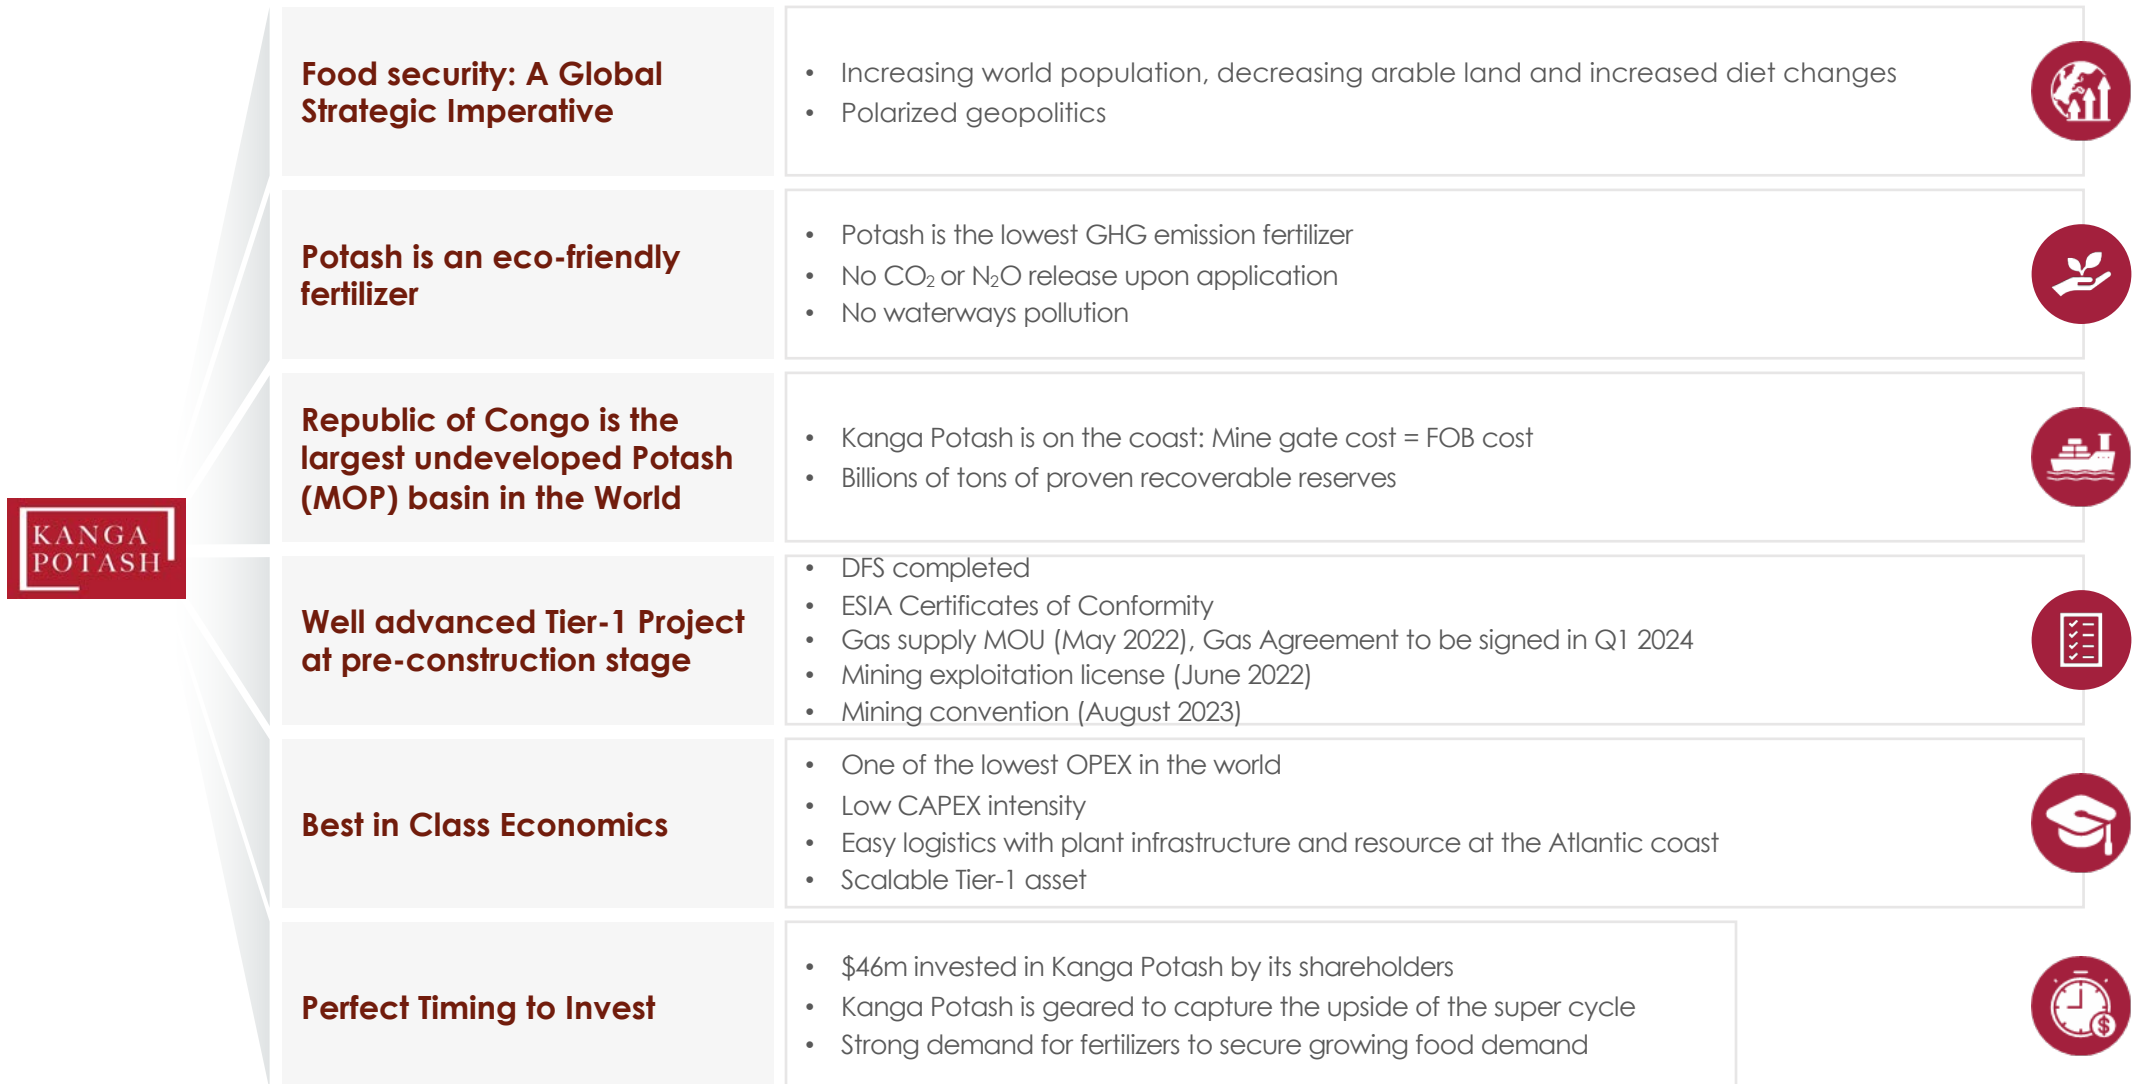 Food security: A Global
Strategic Imperative
• Increasing world population, decreasing arable land and increased diet changes
• Polarized geopolitics
Potash is an eco-friendly
fertilizer
• Potash is the lowest GHG emission fertilizer
• No CO₂ or N₂O release upon application
• No waterways pollution
Republic of Congo is the
largest undeveloped Potash
(MOP) basin in the World
• Kanga Potash is on the coast: Mine gate cost = FOB cost
• Billions of tons of proven recoverable reserves
KANGA
POTASH
Well advanced Tier-1 Project
at pre-construction stage
• DFS completed
• ESIA Certificates of Conformity
• Gas supply MOU (May 2022), Gas Agreement to be signed in Q1 2024
• Mining exploitation license (June 2022)
• Mining convention (August 2023)
Best in Class Economics
• One of the lowest OPEX in the world
• Low CAPEX intensity
• Easy logistics with plant infrastructure and resource at the Atlantic coast
• Scalable Tier-1 asset
Perfect Timing to Invest
• $46m invested in Kanga Potash by its shareholders
• Kanga Potash is geared to capture the upside of the super cycle
• Strong demand for fertilizers to secure growing food demand
$